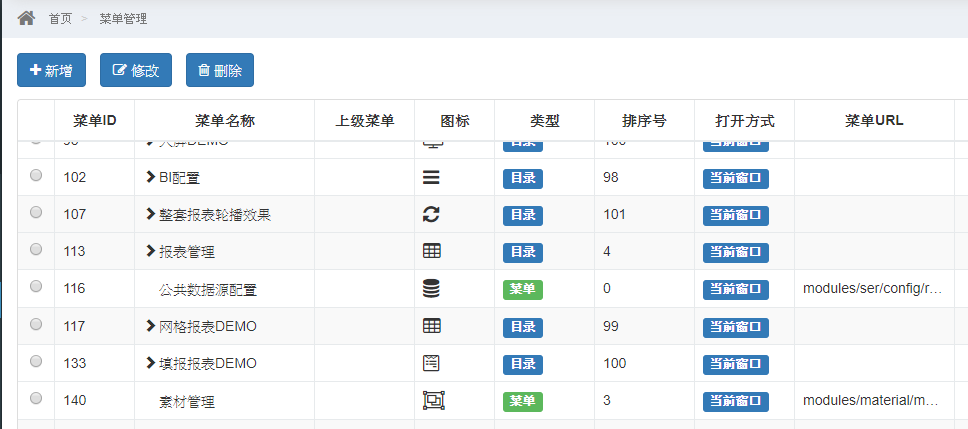 首页 > 菜单管理
新增 修改 删除
菜单ID 菜单名称 上级菜单 图标 类型 排序号 打开方式 菜单URL
大屏DEMO 目录 当前窗口
102 BI配置 目录 98 当前窗口
107 整套报表轮播效果 目录 101 当前窗口
113 报表管理 目录 4 当前窗口
116 公共数据源配置 菜单 0 当前窗口 modules/ser/config/r...
117 网格报表DEMO 目录 99 当前窗口
133 填报报表DEMO 目录 100 当前窗口
140 素材管理 菜单 3 当前窗口 modules/material/m...